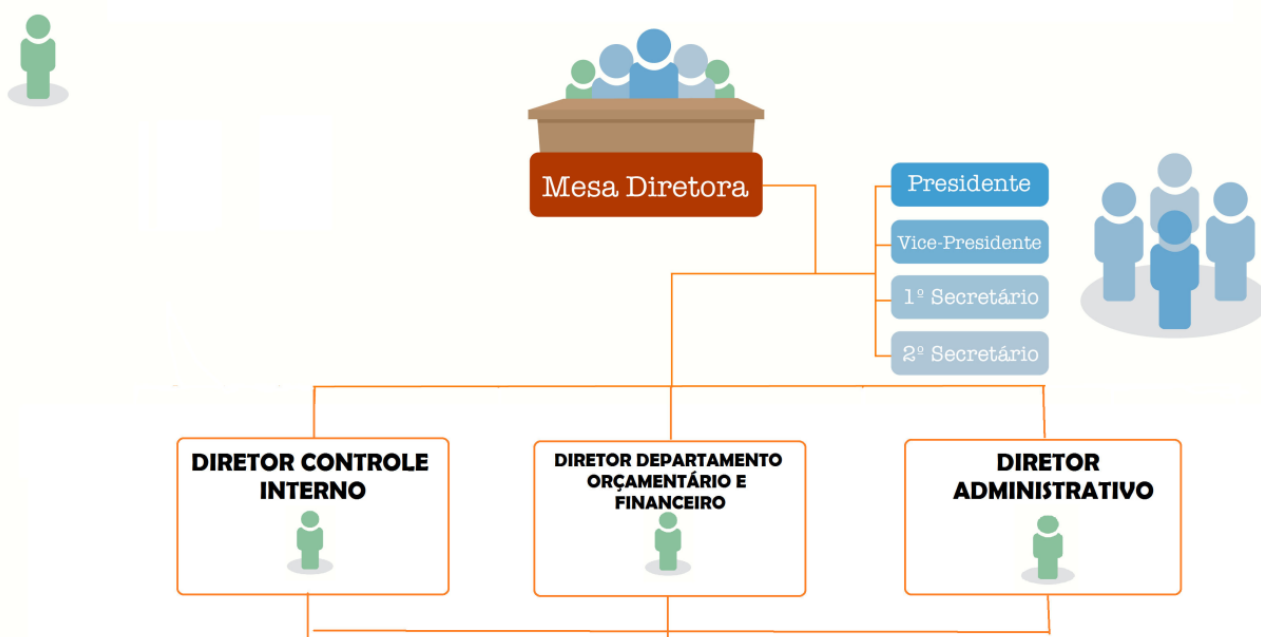 Mesa Diretora
Presidente
Vice-Presidente
1º Secretário
2º Secretário
DIRETOR CONTROLE
INTERNO
DIRETOR DEPARTAMENTO
ORÇAMENTÁRIO E
FINANCEIRO
DIRETOR
ADMINISTRATIVO